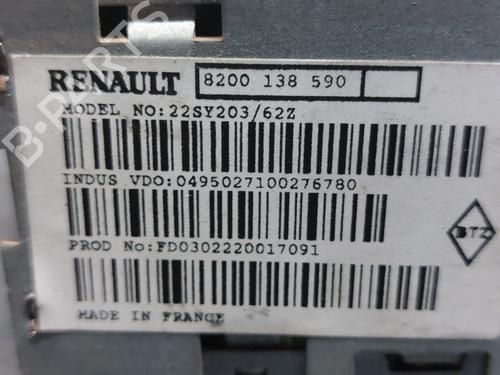 B-PARTS
RENAULT 8200 138 590
MODEL NO:22SY203/62Z
INDUS VDO:0495027100276780
BTZ
PROD No:FD0302220017091
MADE IN FRANCE